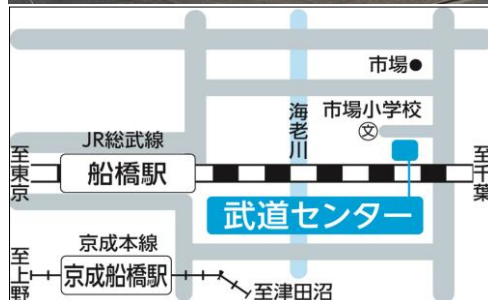 市場●
市場小学校
文
海老川
JR総武線
至東京
船橋駅
至千葉
武道センター
京成本線
至上野
京成船橋駅
至津田沼